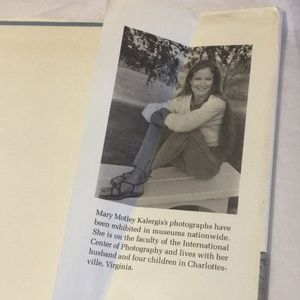 Mary Motley Kalergis's photographs have
been exhibited in museums nationwide.
She is on the faculty of the International
Center of Photography and lives with her
husband and four children in Charlottes-
ville, Virginia.